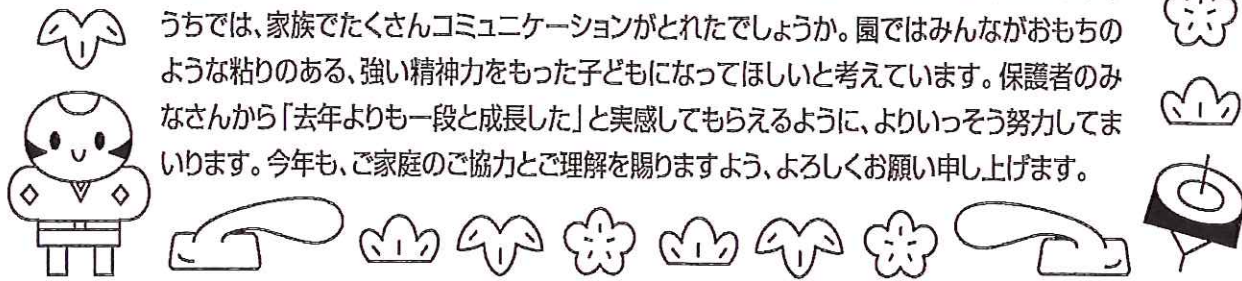 うちでは、家族でたくさんコミュニケーションがとれたでしょうか。園ではみんながおもちの
ような粘りのある、強い精神力をもった子どもになってほしいと考えています。保護者のみ
なさんから「去年よりも一段と成長した」と実感してもらえるように、よりいっそう努力してま
いります。今年も、ご家庭のご協力とご理解を賜りますよう、よろしくお願い申し上げます。